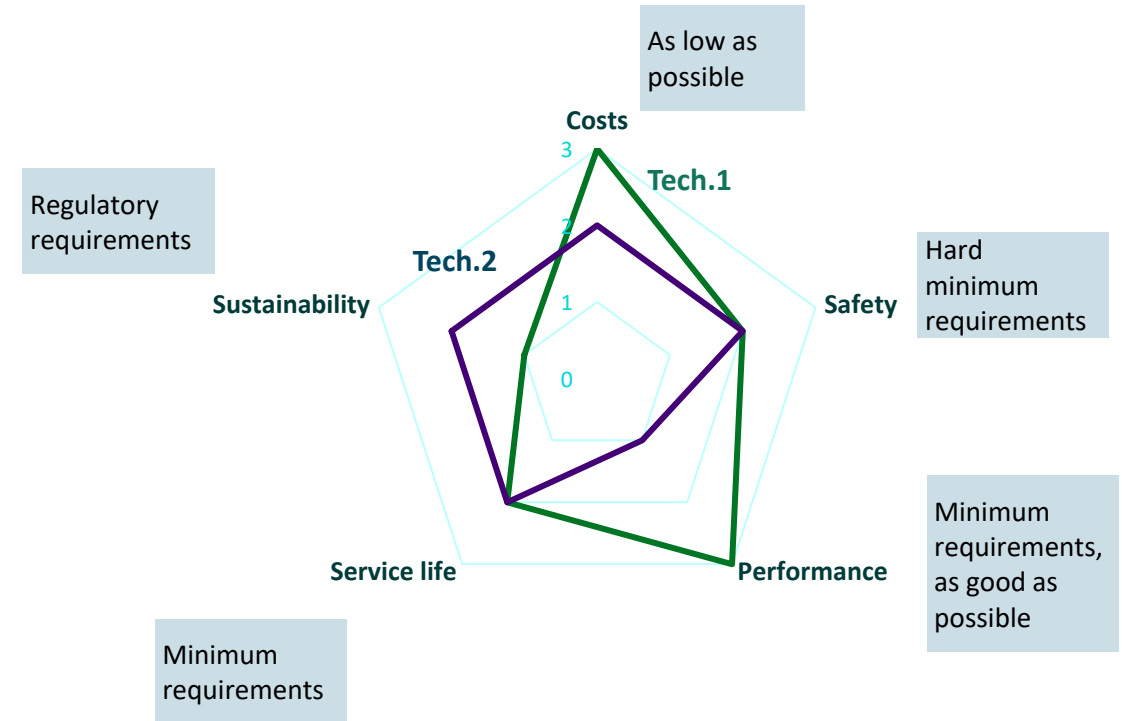 As low as
possible
Costs
3
Tech.1
Regulatory
requirements
2
Tech.2
Hard
minimum
requirements
Sustainability
1
Safety
0
Minimum
requirements,
as good as
possible
Service life
Performance
Minimum
requirements